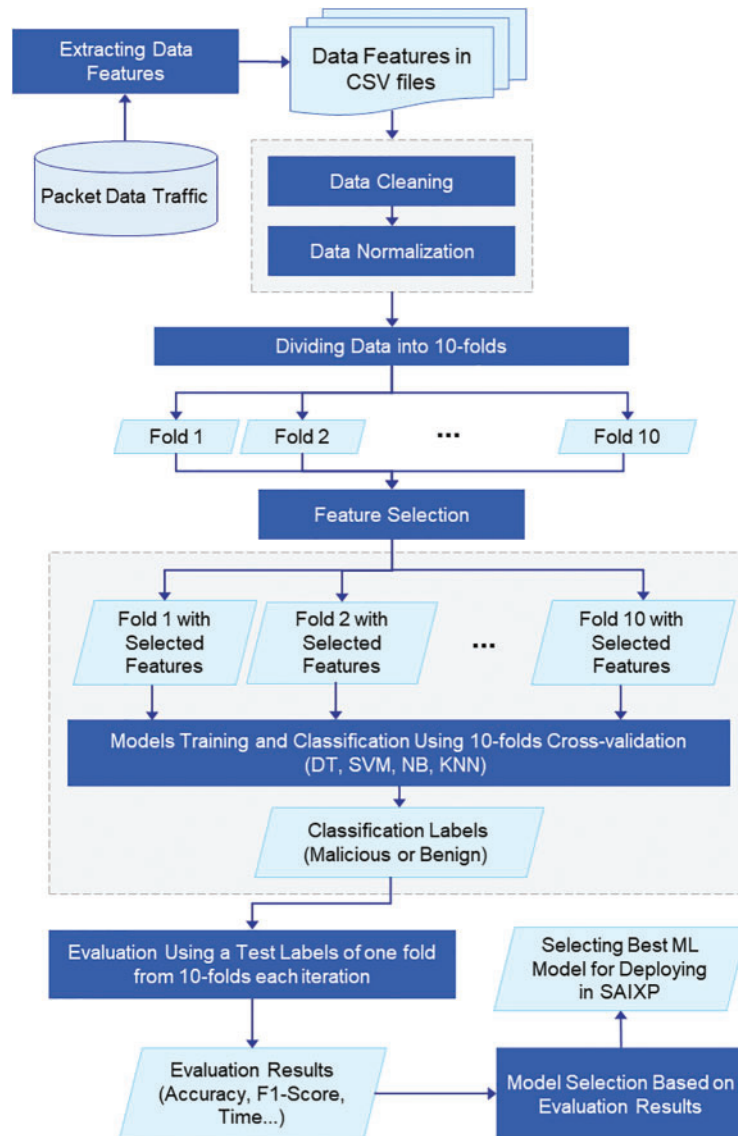 Extracting Data
Features
Data Features in
CSV files
Packet Data Traffic
Data Cleaning
Data Normalization
Dividing Data into 10-folds
Fold 1
Fold 2
...
Fold 10
Feature Selection
Fold 1 with
Selected
Features
Fold 2 with
Selected
Features
...
Fold 10 with
Selected
Features
Models Training and Classification Using 10-folds Cross-validation
(DT, SVM, NB, KNN)
Classification Labels
(Malicious or Benign)
Evaluation Using a Test Labels of one fold
from 10-folds each iteration
Selecting Best ML
Model for Deploying
in SAIXP
Evaluation Results
(Accuracy, F1-Score,
Time...)
Model Selection Based on
Evaluation Results